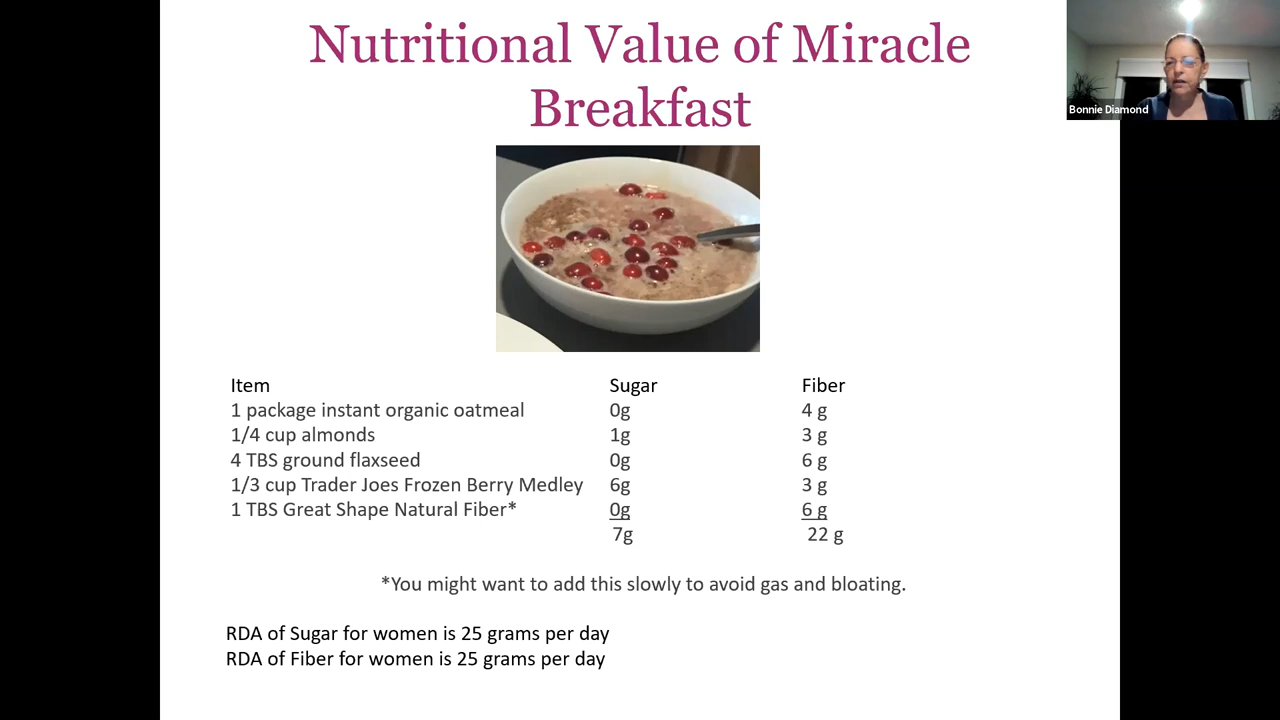 Nutritional Value of Miracle
Breakfast
Bonnie Diamond
Item Sugar Fiber
1 package instant organic oatmeal 0g 4 g
1/4 cup almonds 1g 3 g
4 TBS ground flaxseed 0g 6 g
1/3 cup Trader Joes Frozen Berry Medley 6g 3 g
1 TBS Great Shape Natural Fiber* 0g 6 g
7g 22 g
*You might want to add this slowly to avoid gas and bloating.
RDA of Sugar for women is 25 grams per day
RDA of Fiber for women is 25 grams per day